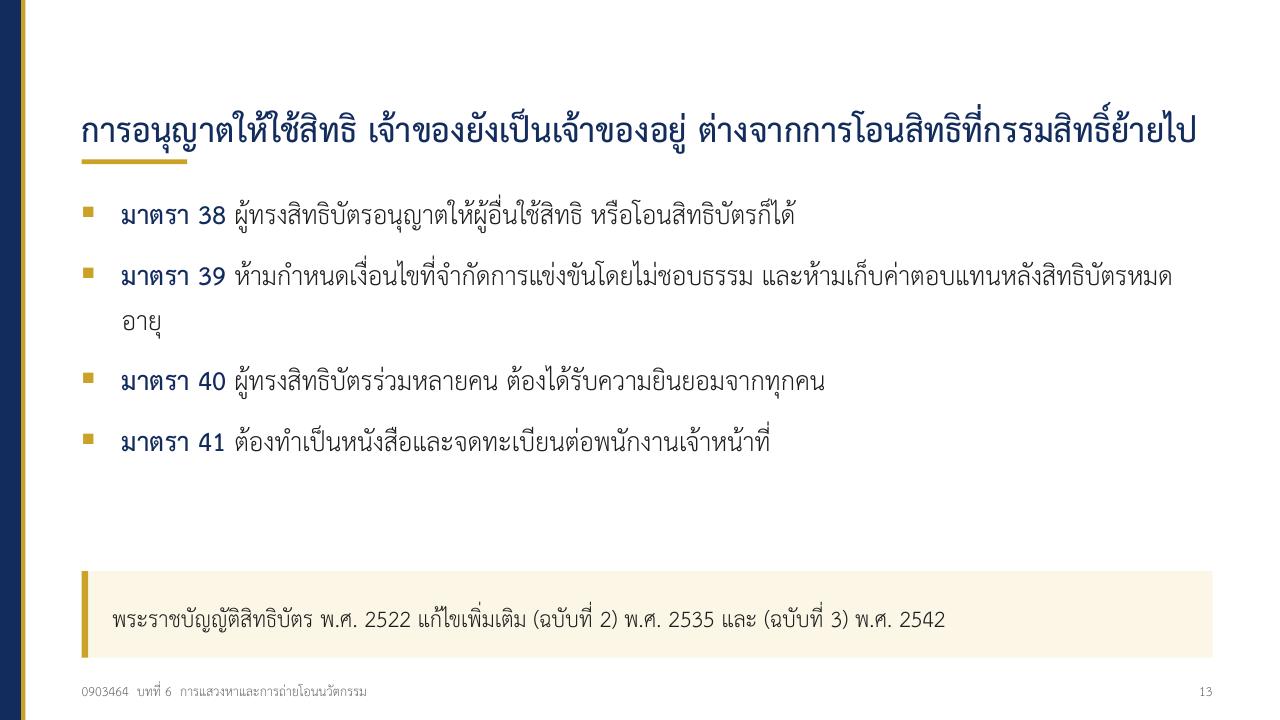 การอนุญาตให้ใช้สิทธิ เจ้าของยังเป็นเจ้าของอยู่ ต่างจากการโอนสิทธิที่กรรมสิทธิ์ย้ายไป
มาตรา 38 ผู้ทรงสิทธิบัตรอนุญาตให้ผู้อื่นใช้สิทธิ หรือโอนสิทธิบัตรก็ได้
มาตรา 39 ห้ามกำหนดเงื่อนไขที่จำกัดการแข่งขันโดยไม่ชอบธรรม และห้ามเก็บค่าตอบแทนหลังสิทธิบัตรหมด
อายุ
มาตรา 40 ผู้ทรงสิทธิบัตรร่วมหลายคน ต้องได้รับความยินยอมจากทุกคน
มาตรา 41 ต้องทำเป็นหนังสือและจดทะเบียนต่อพนักงานเจ้าหน้าที่
พระราชบัญญัติสิทธิบัตร พ.ศ. 2522 แก้ไขเพิ่มเติม (ฉบับที่ 2) พ.ศ. 2535 และ (ฉบับที่ 3) พ.ศ. 2542
0903464 บทที่ 6 การแสวงหาและการถ่ายโอนนวัตกรรม
13